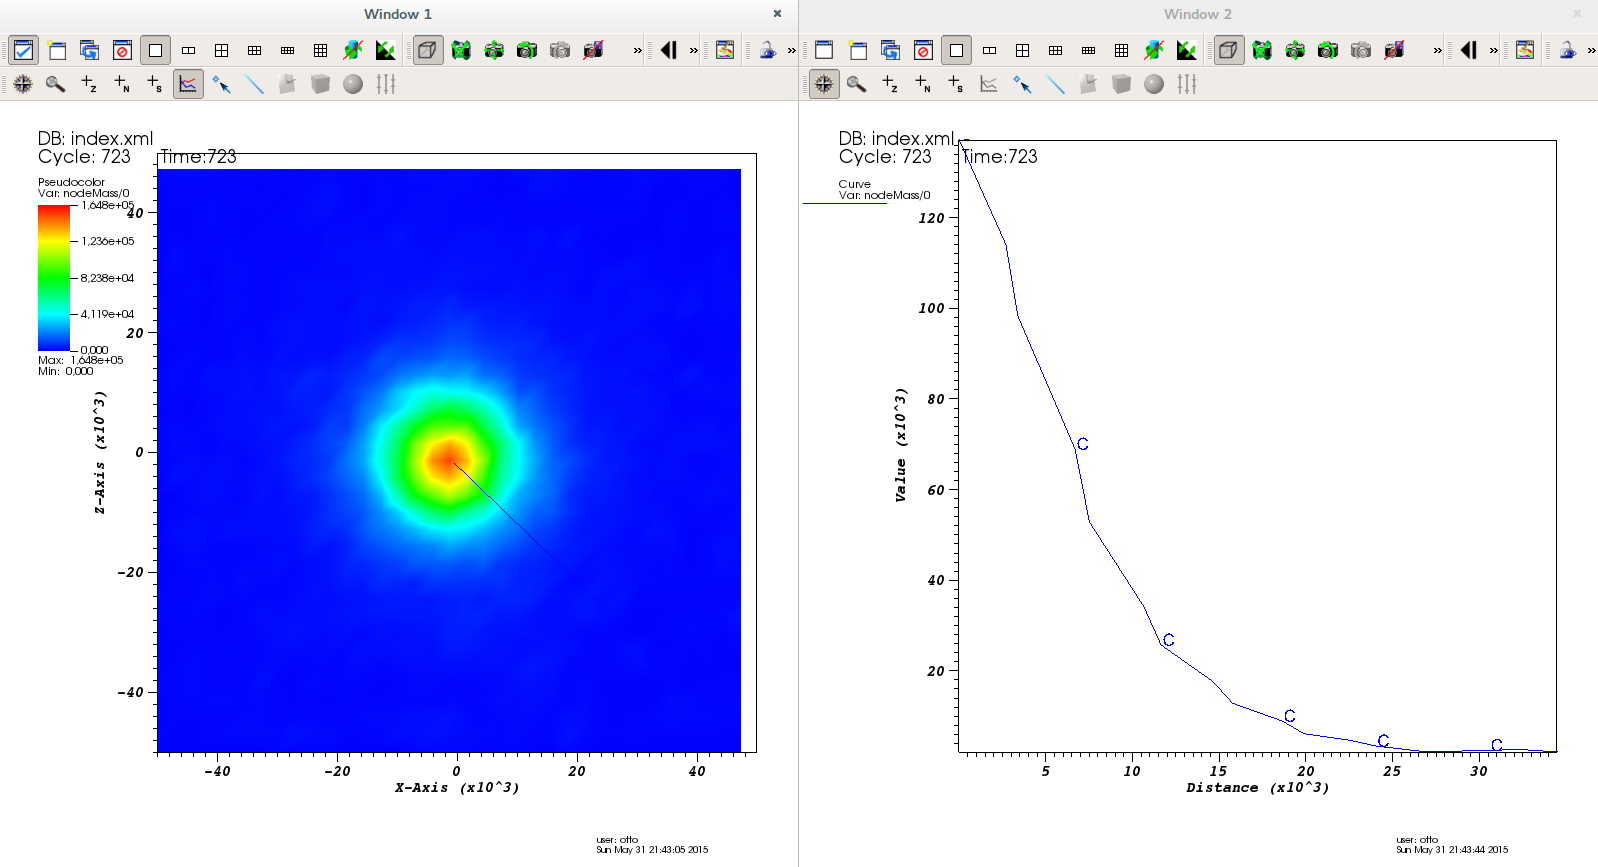 Window 1
DB: index.xml
Cycle: 723 Time:723
Pseudocolor
Var: nodeMass/0
1,648e+05
1,236e+05
8,238e+04
4,119e+04
0,000
Max: 1,648e+05
Min: 0,000
40
20
0
-20
-40
Z-Axis (x10^3)
-40 -20 0 20 40
X-Axis (x10^3)
user: otto
Sun May 31 21:43:05 2015
Window 2
DB: index.xml
Cycle: 723 Time:723
Curve
Var: nodeMass/0
120
100
80
60
40
20
Value (x10^3)
C
C
C
C
C
5 10 15 20 25 30
Distance (x10^3)
user: otto
Sun May 31 21:43:44 2015